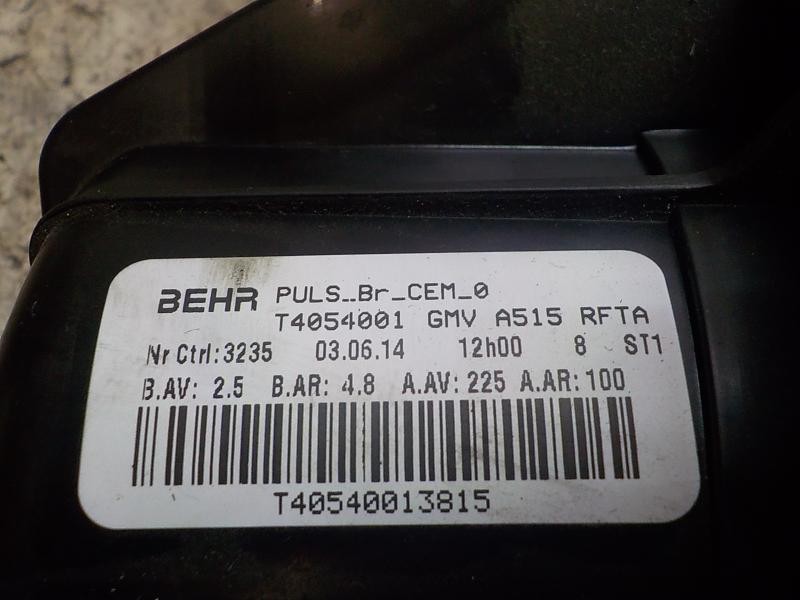 BEHR PULS_Br_CEM_0
T4054001 GMV A515 RFTA
Nr Ctrl:3235 03.06.14 12h00 8 ST1
B.AV: 2.5 B.AR: 4.8 A.AV: 225 A.AR: 100
T40540013815